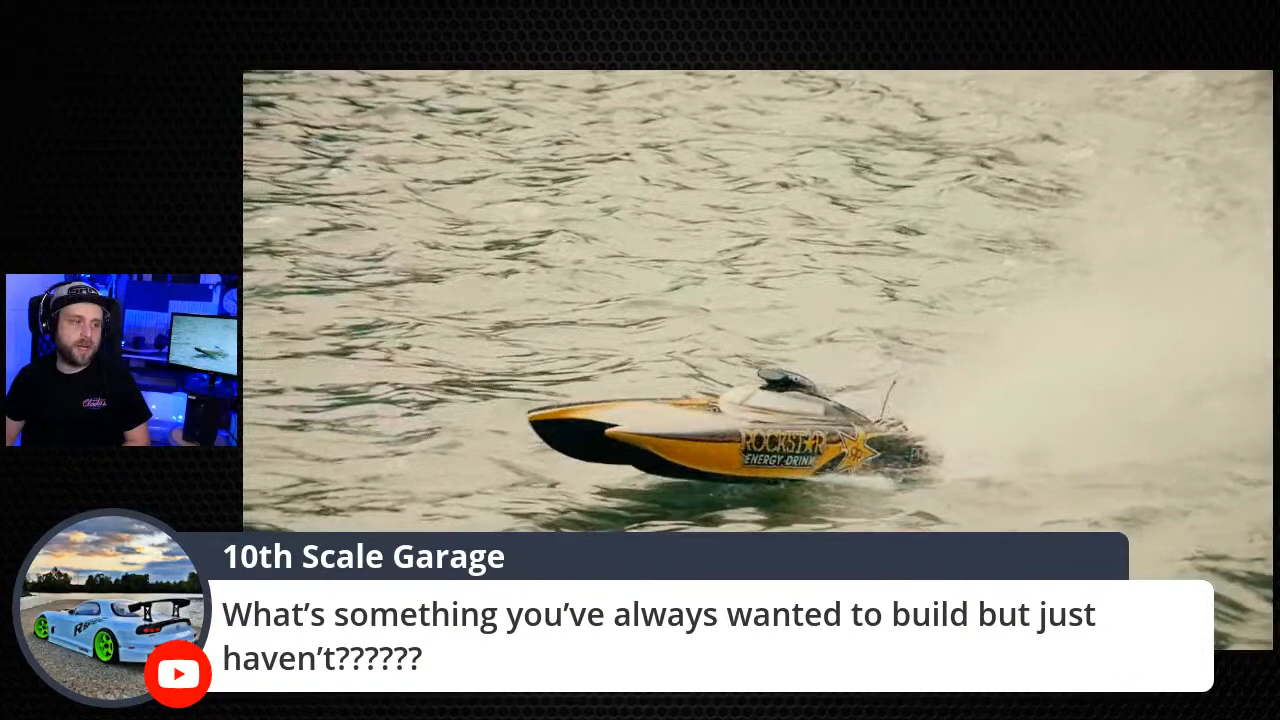 ROCKSTAR
ENERGY DRINK
10th Scale Garage
What’s something you’ve always wanted to build but just
haven’t??????